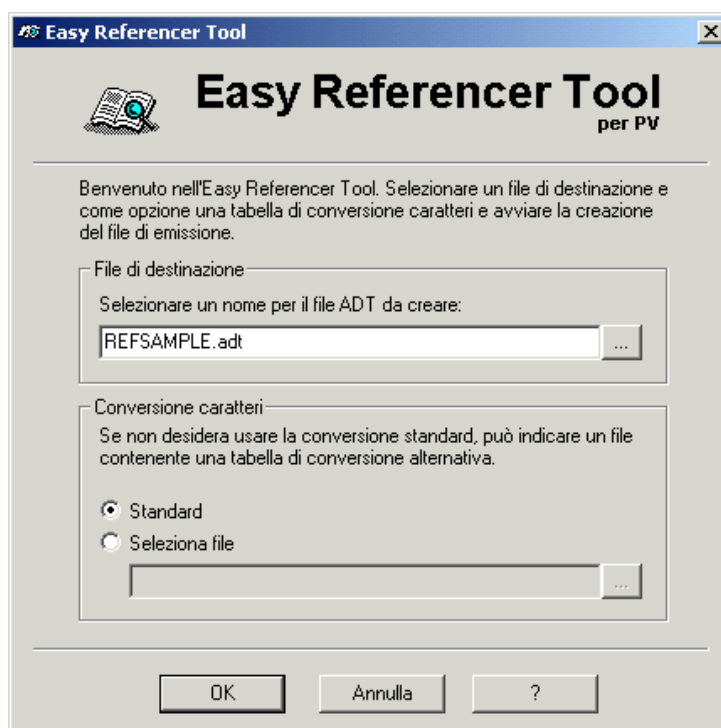 Easy Referencer Tool
Easy Referencer Tool
per PV
Benvenuto nell'Easy Referencer Tool. Selezionare un file di destinazione e
come opzione una tabella di conversione caratteri e avviare la creazione
del file di emissione.
File di destinazione
Selezionare un nome per il file ADT da creare:
REFSAMPLE.adt
...
Conversione caratteri
Se non desidera usare la conversione standard, può indicare un file
contenente una tabella di conversione alternativa.
Standard
Seleziona file
...
OK Annulla ?